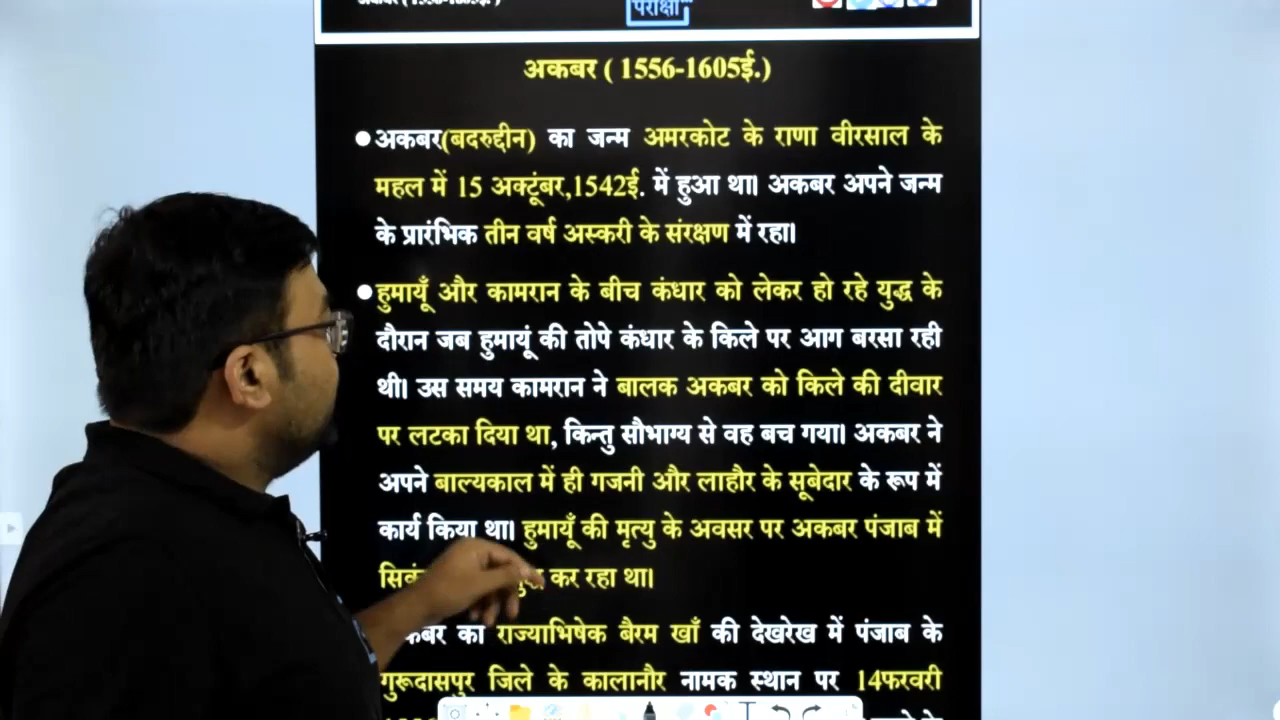 परीक्षा
अकबर ( 1556-1605ई.)
●अकबर(बदरुद्दीन) का जन्म अमरकोट के राणा वीरसाल के
महल में 15 अक्टूंबर,1542ई. में हुआ था। अकबर अपने जन्म
के प्रारंभिक तीन वर्ष अस्करी के संरक्षण में रहा।
●हुमायूँ और कामरान के बीच कंधार को लेकर हो रहे युद्ध के
दौरान जब हुमायूं की तोपे कंधार के किले पर आग बरसा रही
थी। उस समय कामरान ने बालक अकबर को किले की दीवार
पर लटका दिया था, किन्तु सौभाग्य से वह बच गया। अकबर ने
अपने बाल्यकाल में ही गजनी और लाहौर के सूबेदार के रूप में
कार्य किया था। हुमायूँ की मृत्यु के अवसर पर अकबर पंजाब में
कर रहा था।
का राज्याभिषेक बैरम खाँ की देखरेख में पंजाब के
गुरूदासपुर जिले के कालानौर नामक स्थान पर 14फरवरी